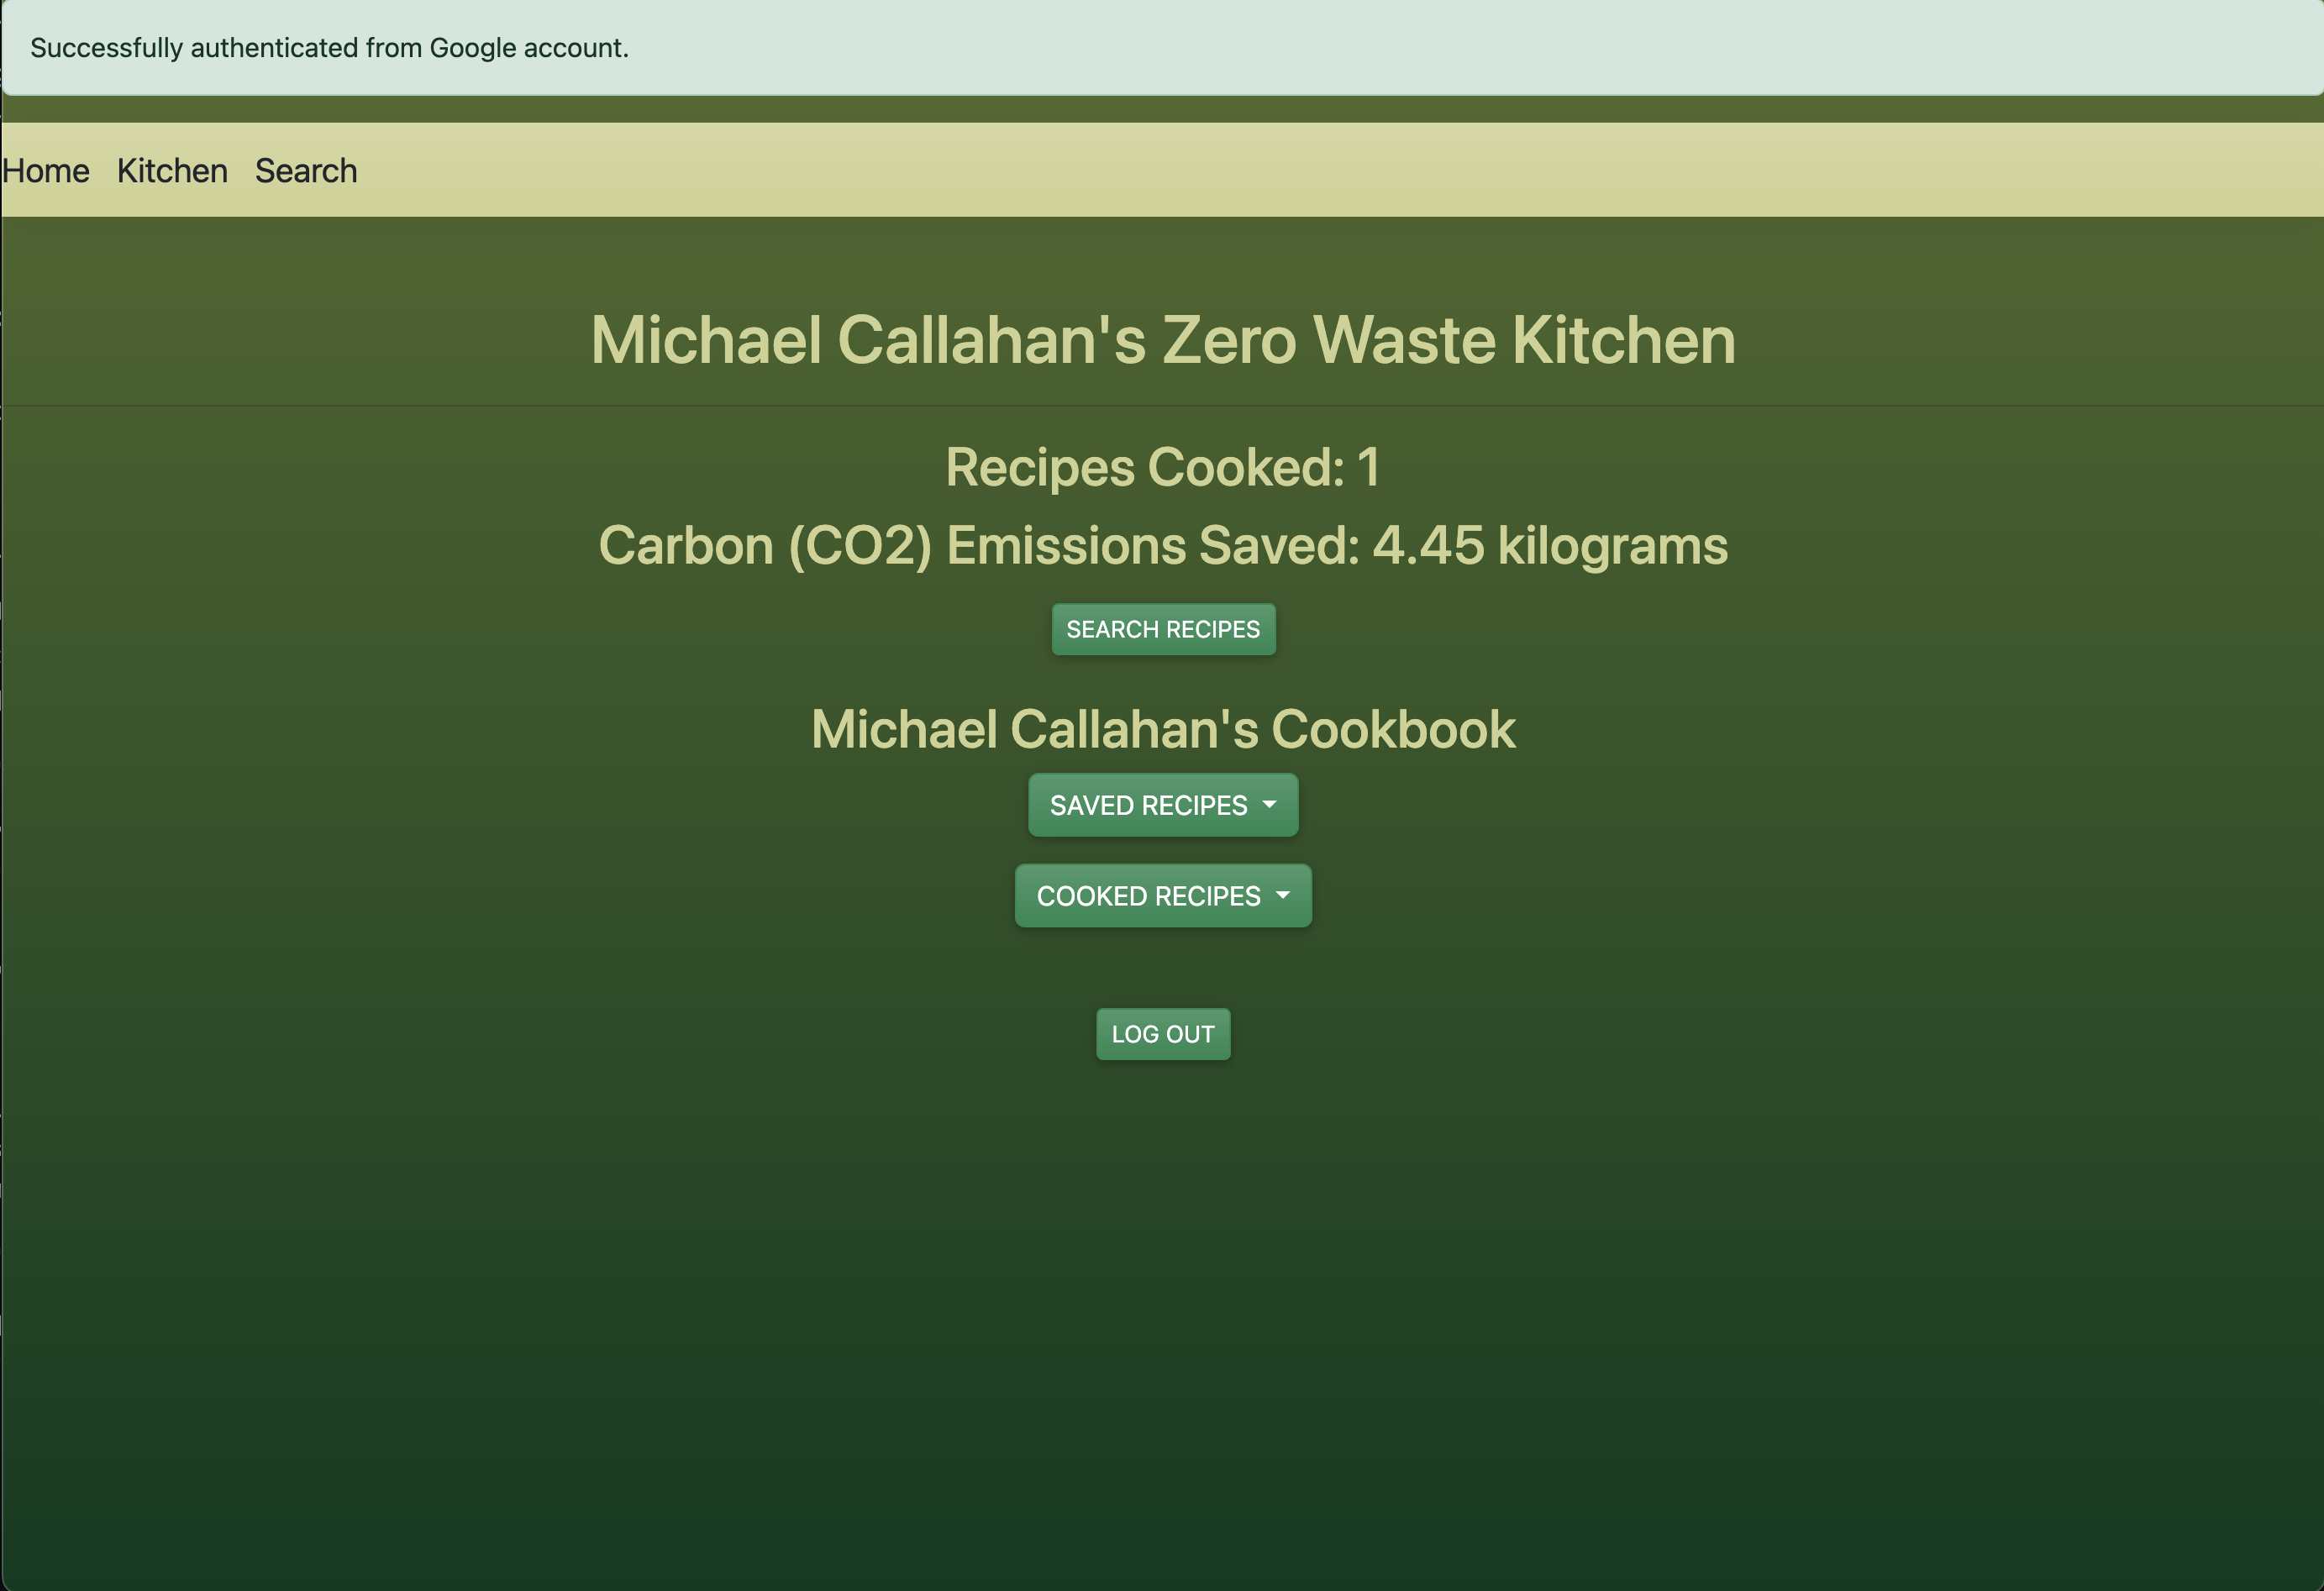 Successfully authenticated from Google account.
Home Kitchen Search
Michael Callahan's Zero Waste Kitchen
Recipes Cooked: 1
Carbon (CO2) Emissions Saved: 4.45 kilograms
SEARCH RECIPES
Michael Callahan's Cookbook
SAVED RECIPES
COOKED RECIPES
LOG OUT